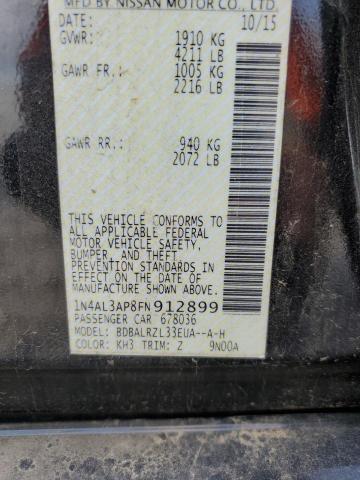 MFD BY NISSAN MOTOR CO., LTD.
DATE: 10/15
GVWR: 1910 KG
4211 LB
GAWR FR.: 1005 KG
2216 LB
GAWR RR.: 940 KG
2072 LB
THIS VEHICLE CONFORMS TO
ALL APPLICABLE FEDERAL
MOTOR VEHICLE SAFETY,
BUMPER, AND THEFT
PREVENTION STANDARDS IN
EFFECT ON THE DATE OF
MANUFACTURE SHOWN ABOVE.
1N4AL3AP8FN912899
PASSENGER CAR 678036
MODEL: BDBALRZL33EUA--A-H
COLOR: KH3 TRIM: Z 9N00A